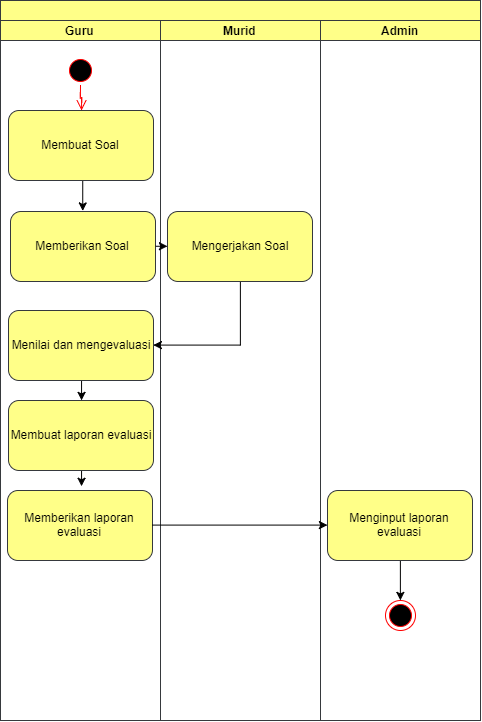 Guru Murid Admin
Membuat Soal
Memberikan Soal
Mengerjakan Soal
Menilai dan mengevaluasi
Membuat laporan evaluasi
Memberikan laporan
evaluasi
Menginput laporan
evaluasi